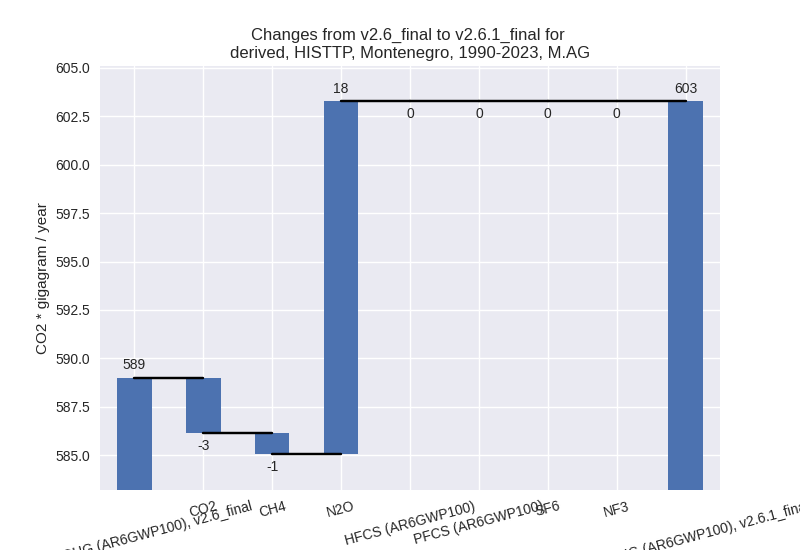 Changes from v2.6_final to v2.6.1_final for
derived, HISTTP, Montenegro, 1990-2023, M.AG
605.0
602.5
600.0
597.5
595.0
592.5
590.0
587.5
585.0
CO2 * gigagram / year
589
-3
-1
18
0
0
0
0
603
(AR6GWP100), v2.6_final
CO2
CH4
N2O
HFCS (AR6GWP100)
PFCS (AR6GWP100)
SF6
NF3
(AR6GWP100), v2.6.1_final